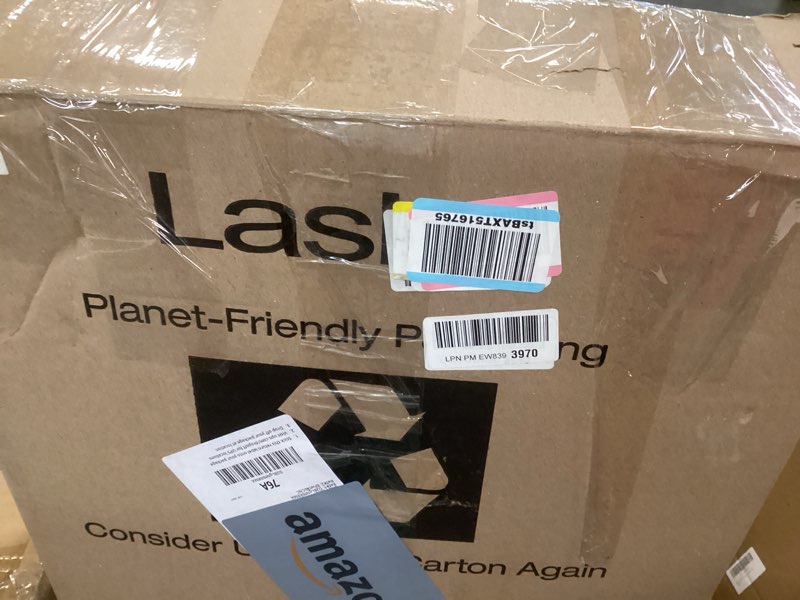 Las
tsBAXT516765
Planet-Friendly P ng
LPN PM EW839 3970
76A
amazo
Consider U arton Again